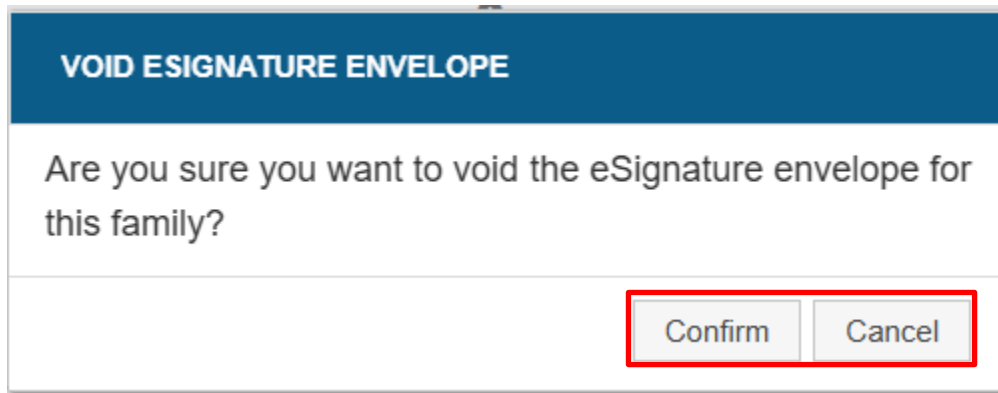 VOID ESIGNATURE ENVELOPE
Are you sure you want to void the eSignature envelope for
this family?
Confirm Cancel